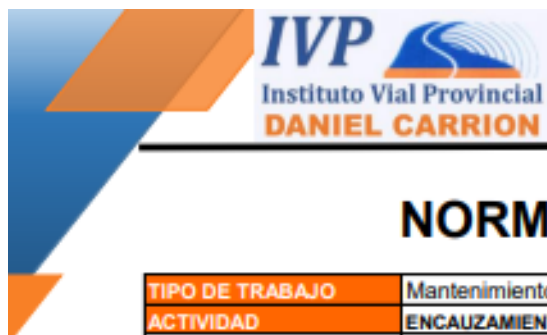 IVP
Instituto Vial Provincial
DANIEL CARRION
NORM
TIPO DE TRABAJO Mantenimiento
ACTIVIDAD ENCAUZAMIEN